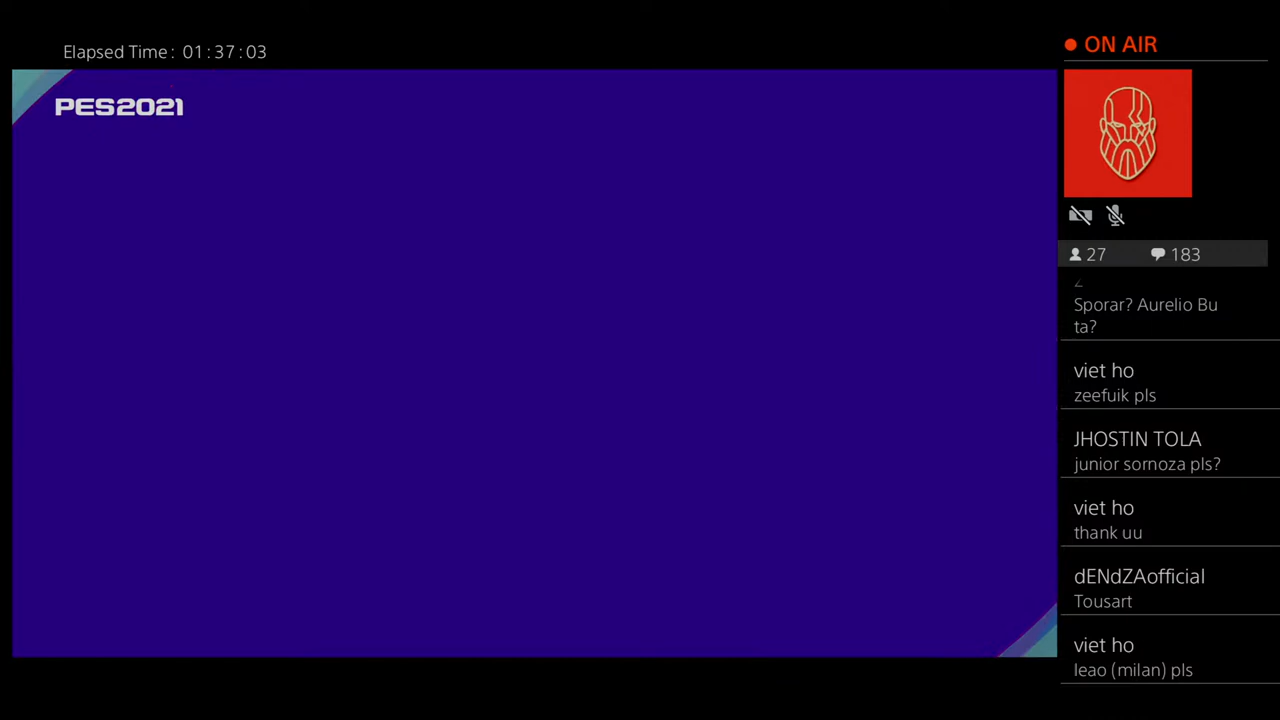 Elapsed Time: 01:37:03
ON AIR
PES2021
27 183
Sporar? Aurelio Bu
ta?
viet ho
zeefuik pls
JHOSTIN TOLA
junior sornoza pls?
viet ho
thank uu
dENdZAofficial
Tousart
viet ho
leao (milan) pls